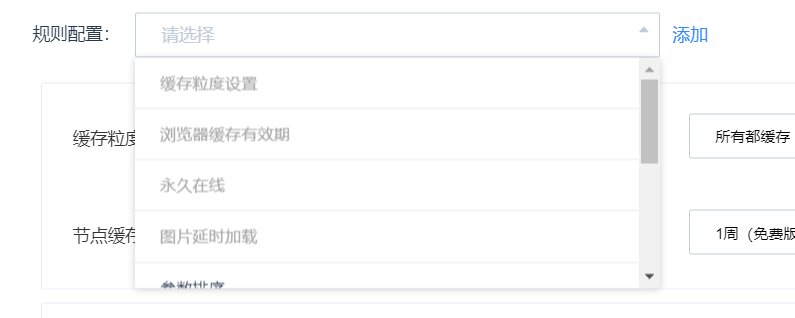 规则配置：
请选择
添加
缓存粒度设置
缓存粒度
所有都缓存
浏览器缓存有效期
永久在线
图片延时加载
节点缓存
1周（免费版
参数排序